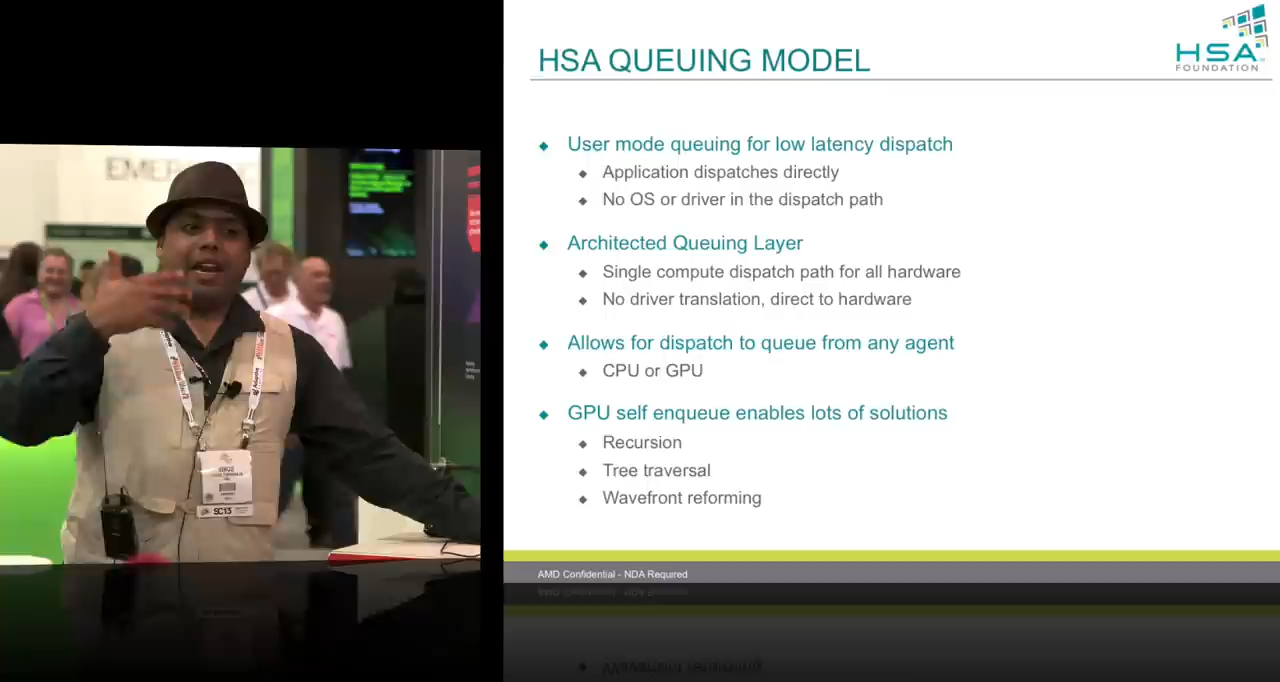 HSA QUEUING MODEL
HSA
FOUNDATION
User mode queuing for low latency dispatch
Application dispatches directly
No OS or driver in the dispatch path
Architected Queuing Layer
Single compute dispatch path for all hardware
No driver translation, direct to hardware
Allows for dispatch to queue from any agent
CPU or GPU
GPU self enqueue enables lots of solutions
Recursion
Tree traversal
Wavefront reforming
AMD Confidential - NDA Required
SC13